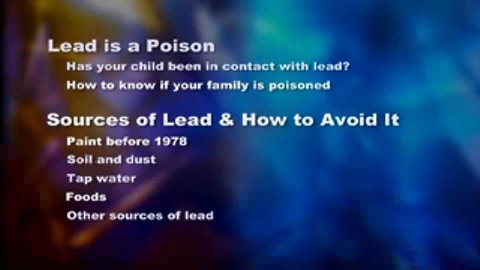 Lead is a Poison
Has your child been in contact with lead?
How to know if your family is poisoned
Sources of Lead & How to Avoid It
Paint before 1978
Soil and dust
Tap water
Foods
Other sources of lead